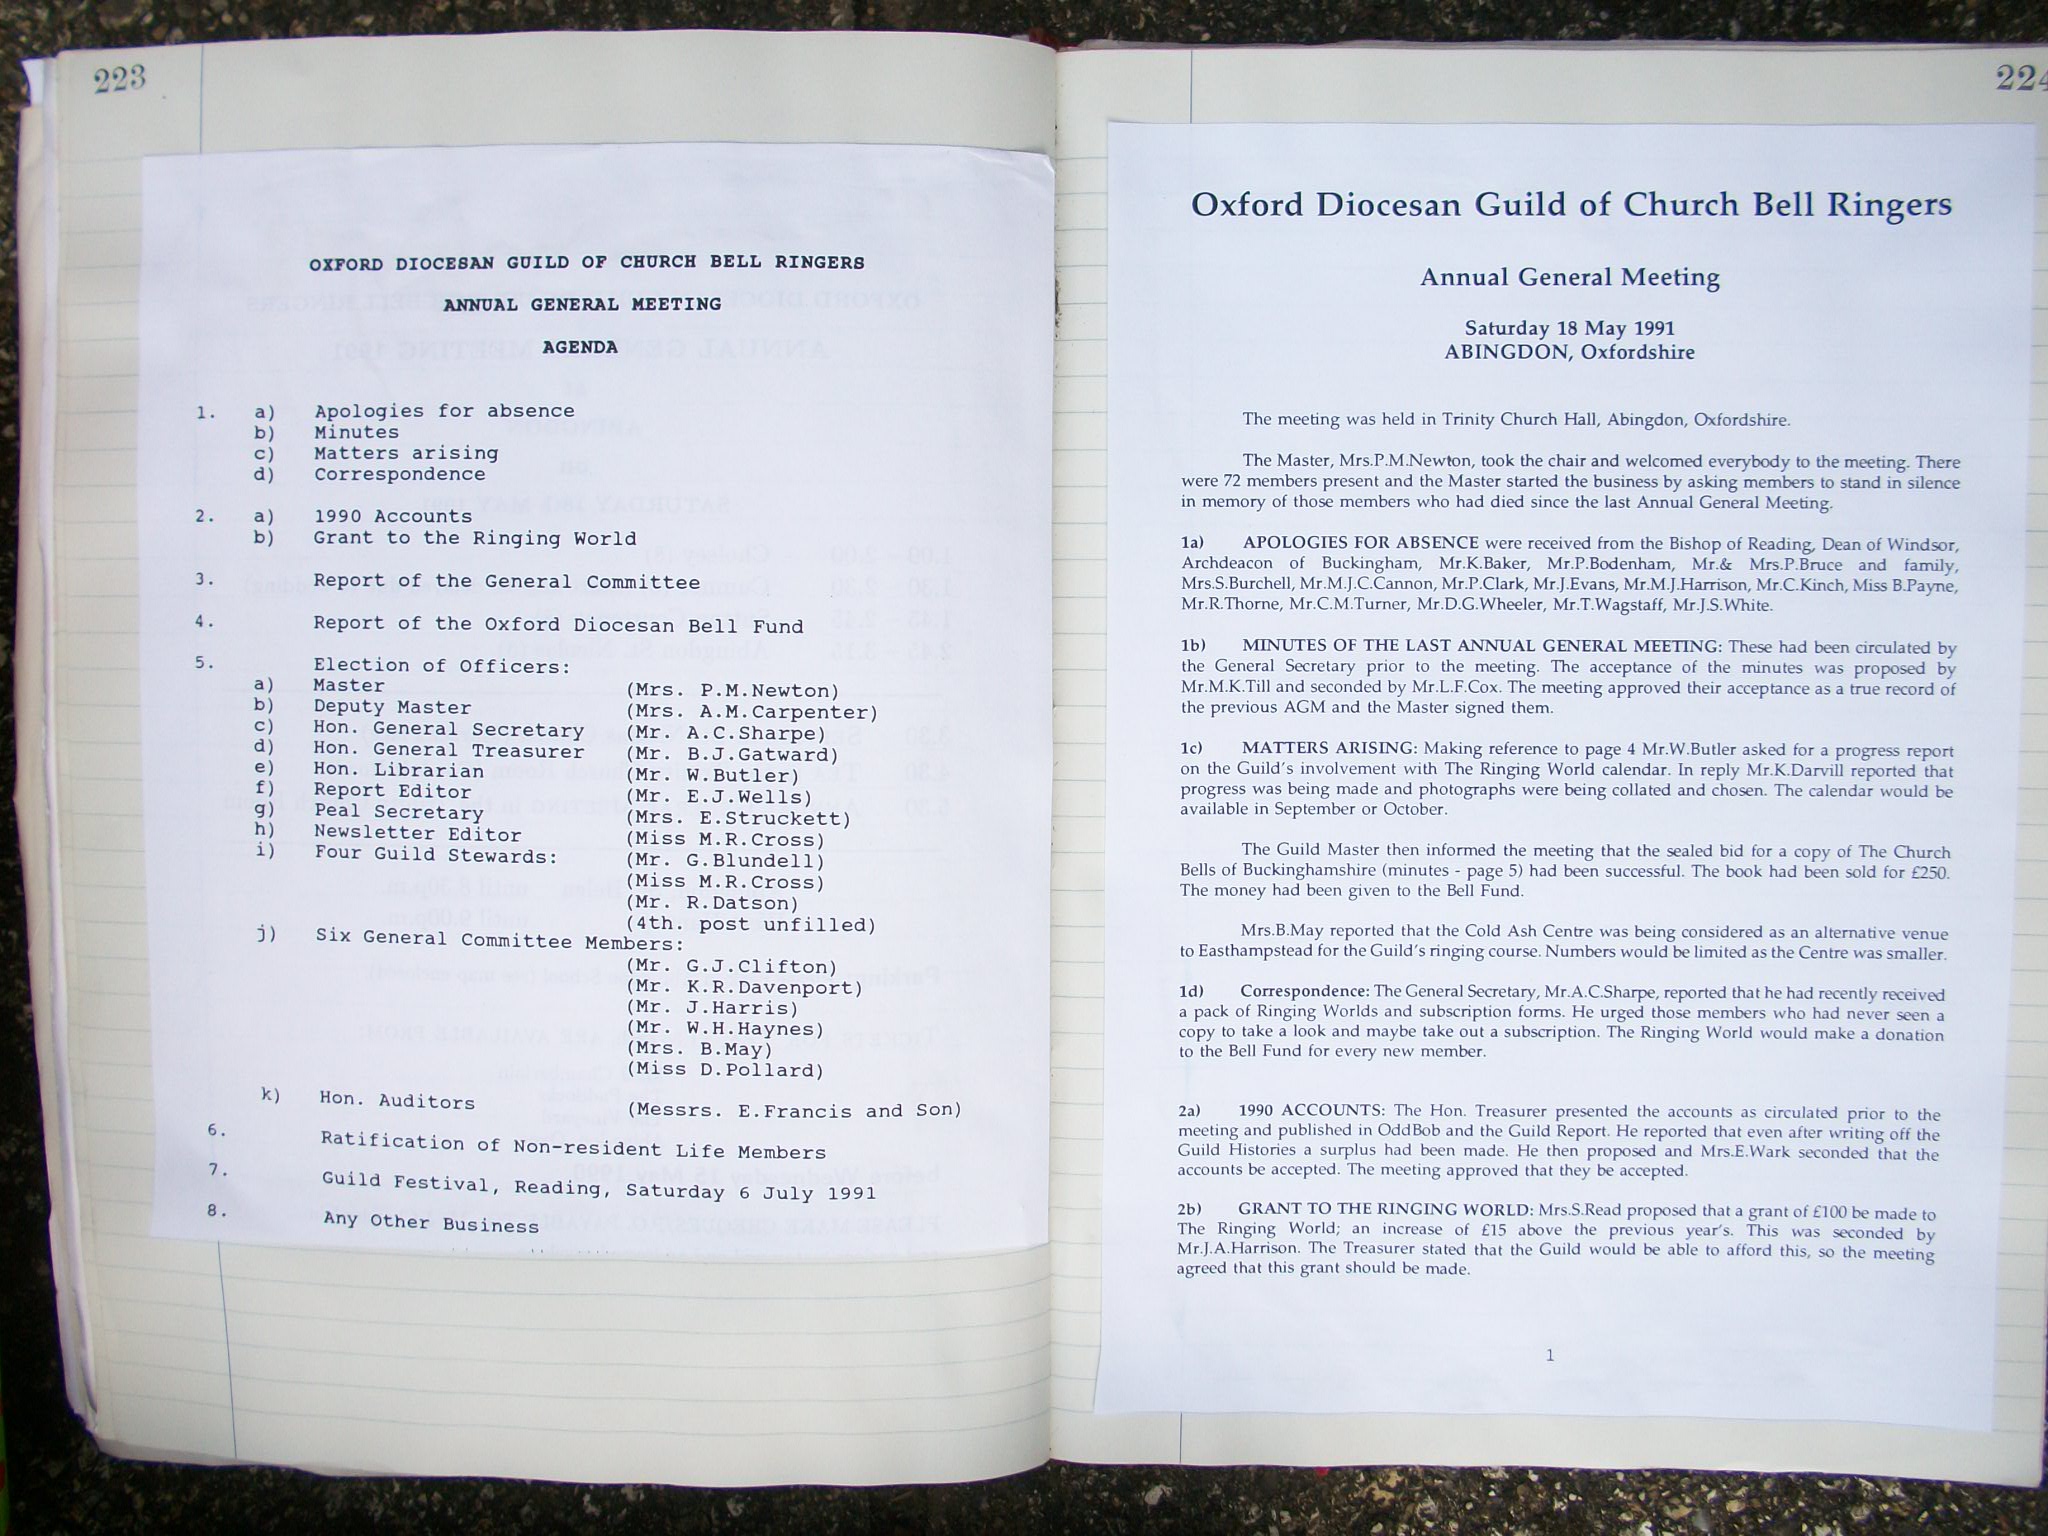 223
OXFORD DIOCESAN GUILD OF CHURCH BELL RINGERS
ANNUAL GENERAL MEETING
AGENDA
1. a) Apologies for absence
b) Minutes
c) Matters arising
d) Correspondence
2. a) 1990 Accounts
b) Grant to the Ringing World
3. Report of the General Committee
4. Report of the Oxford Diocesan Bell Fund
5. Election of Officers:
a) Master (Mrs. P.M.Newton)
b) Deputy Master (Mrs. A.M.Carpenter)
c) Hon. General Secretary (Mr. A.C.Sharpe)
d) Hon. General Treasurer (Mr. B.J.Gatward)
e) Hon. Librarian (Mr. W.Butler)
f) Report Editor (Mr. E.J.Wells)
g) Peal Secretary (Mrs. E.Struckett)
h) Newsletter Editor (Miss M.R.Cross)
i) Four Guild Stewards: (Mr. G.Blundell)
(Miss M.R.Cross)
(Mr. R.Datson)
(4th. post unfilled)
j) Six General Committee Members:
(Mr. G.J.Clifton)
(Mr. K.R.Davenport)
(Mr. J.Harris)
(Mr. W.H.Haynes)
(Mrs. B.May)
(Miss D.Pollard)
k) Hon. Auditors (Messrs. E.Francis and Son)
6. Ratification of Non-resident Life Members
7. Guild Festival, Reading, Saturday 6 July 1991
8. Any Other Business
224
Oxford Diocesan Guild of Church Bell Ringers
Annual General Meeting
Saturday 18 May 1991
ABINGDON, Oxfordshire
The meeting was held in Trinity Church Hall, Abingdon, Oxfordshire.
The Master, Mrs.P.M.Newton, took the chair and welcomed everybody to the meeting. There
were 72 members present and the Master started the business by asking members to stand in silence
in memory of those members who had died since the last Annual General Meeting.
1a) APOLOGIES FOR ABSENCE were received from the Bishop of Reading, Dean of Windsor,
Archdeacon of Buckingham, Mr.K.Baker, Mr.P.Bodenham, Mr.& Mrs.P.Bruce and family,
Mrs.S.Burchell, Mr.M.J.C.Cannon, Mr.P.Clark, Mr.J.Evans, Mr.M.J.Harrison, Mr.C.Kinch, Miss B.Payne,
Mr.R.Thorne, Mr.C.M.Turner, Mr.D.G.Wheeler, Mr.T.Wagstaff, Mr.J.S.White.
1b) MINUTES OF THE LAST ANNUAL GENERAL MEETING: These had been circulated by
the General Secretary prior to the meeting. The acceptance of the minutes was proposed by
Mr.M.K.Till and seconded by Mr.L.F.Cox. The meeting approved their acceptance as a true record of
the previous AGM and the Master signed them.
1c) MATTERS ARISING: Making reference to page 4 Mr.W.Butler asked for a progress report
on the Guild's involvement with The Ringing World calendar. In reply Mr.K.Darvill reported that
progress was being made and photographs were being collated and chosen. The calendar would be
available in September or October.
The Guild Master then informed the meeting that the sealed bid for a copy of The Church
Bells of Buckinghamshire (minutes - page 5) had been successful. The book had been sold for £250.
The money had been given to the Bell Fund.
Mrs.B.May reported that the Cold Ash Centre was being considered as an alternative venue
to Easthampstead for the Guild's ringing course. Numbers would be limited as the Centre was smaller.
1d) Correspondence: The General Secretary, Mr.A.C.Sharpe, reported that he had recently received
a pack of Ringing Worlds and subscription forms. He urged those members who had never seen a
copy to take a look and maybe take out a subscription. The Ringing World would make a donation
to the Bell Fund for every new member.
2a) 1990 ACCOUNTS: The Hon. Treasurer presented the accounts as circulated prior to the
meeting and published in OddBob and the Guild Report. He reported that even after writing off the
Guild Histories a surplus had been made. He then proposed and Mrs.E.Wark seconded that the
accounts be accepted. The meeting approved that they be accepted.
2b) GRANT TO THE RINGING WORLD: Mrs.S.Read proposed that a grant of £100 be made to
The Ringing World; an increase of £15 above the previous year's. This was seconded by
Mr.J.A.Harrison. The Treasurer stated that the Guild would be able to afford this, so the meeting
agreed that this grant should be made.
1